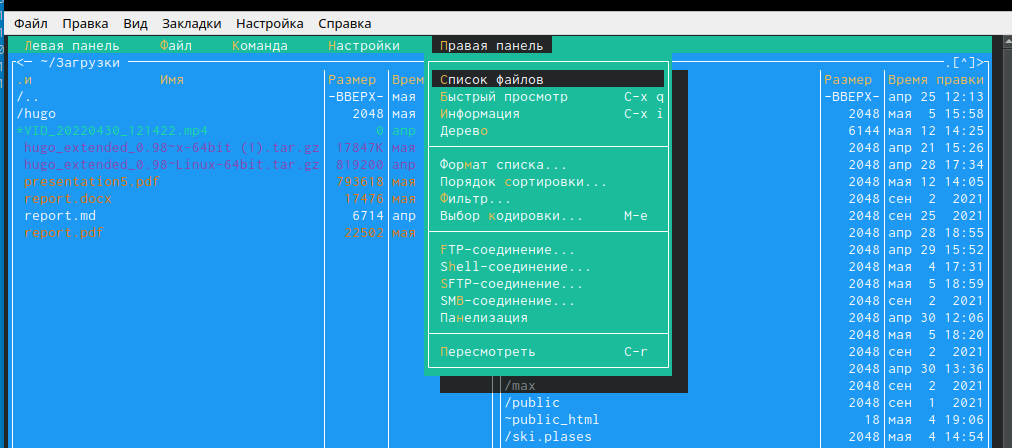 Файл Правка Вид Закладки Настройка Справка
Левая панель Файл Команда Настройки Правая панель
<— ~/Загрузки .[^]>
.и Имя Размер Врем Список файлов Размер Время правки
/.. -ВВЕРХ- мая Быстрый просмотр C-x q -ВВЕРХ- апр 25 12:13
/hugo 2048 мая Информация C-x i 2048 мая 5 15:58
*VID_20220430_121422.mp4 0 апр Дерево 6144 мая 12 14:25
hugo_extended_0.98~x-64bit (1).tar.gz 17847K мая 2048 апр 21 15:26
hugo_extended_0.98~Linux-64bit.tar.gz 819200 апр Формат списка... 2048 апр 28 17:34
presentation5.pdf 793618 мая Порядок сортировки... 2048 мая 12 14:05
report.docx 17476 мая Фильтр... 2048 сен 2 2021
report.md 6714 апр Выбор кодировки... M-e 2048 сен 25 2021
report.pdf 22502 мая 2048 апр 28 18:55
FTP-соединение... 2048 апр 29 15:52
Shell-соединение... 2048 мая 4 17:31
SFTP-соединение... 2048 мая 5 18:59
SMB-соединение... 2048 сен 2 2021
Панелизация 2048 апр 30 12:06
2048 мая 5 18:20
Пересмотреть C-r 2048 сен 2 2021
2048 апр 30 13:36
/max 2048 сен 2 2021
/public 2048 сен 1 2021
~public_html 18 мая 4 19:06
/ski.plases 2048 мая 4 14:54